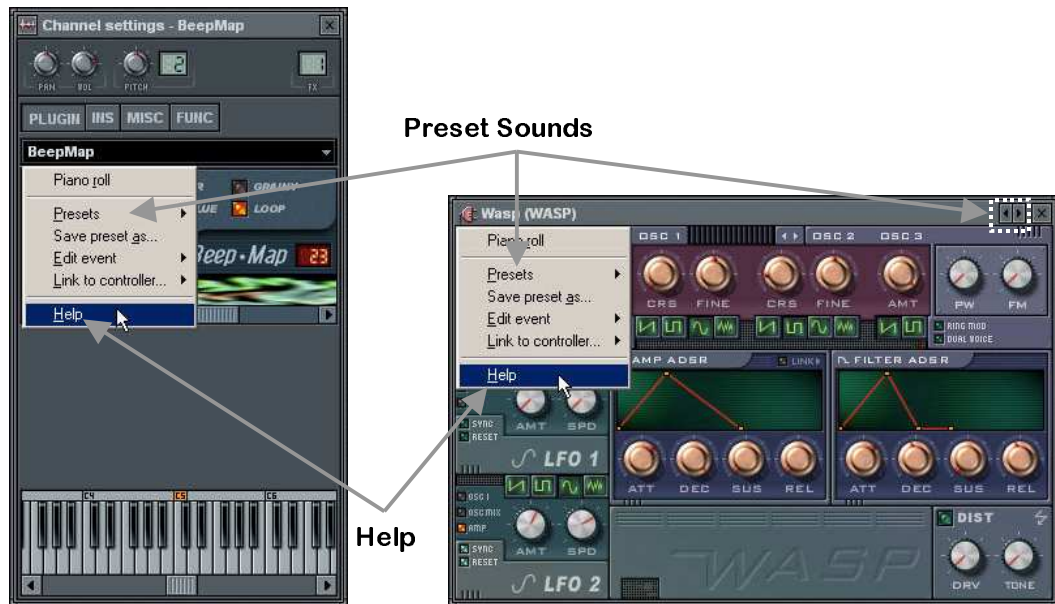 Channel settings - BeepMap
PAN VOL PITCH 2 1 FX
PLUGIN INS MISC FUNC
BeepMap
Piano roll
Presets
Save preset as...
Edit event
Link to controller...
Help
GRAINY
LOOP
Beep•Map 23
C4 C5 C6
Preset Sounds
Help
Wasp (WASP)
Piano roll
Presets
Save preset as...
Edit event
Link to controller...
Help
OSC 1 OSC 2 OSC 3
CRS FINE CRS FINE AMT
PW FM
RING MOD
DUAL VOICE
AMP ADSR LINK
FILTER ADSR
ATT DEC SUS REL
ATT DEC SUS REL
SYNC
RESET
AMT SPD
LFO 1
OSC 1
OSC MIX
AMP
SYNC
RESET
AMT SPD
LFO 2
WASP
DIST
DRV TONE